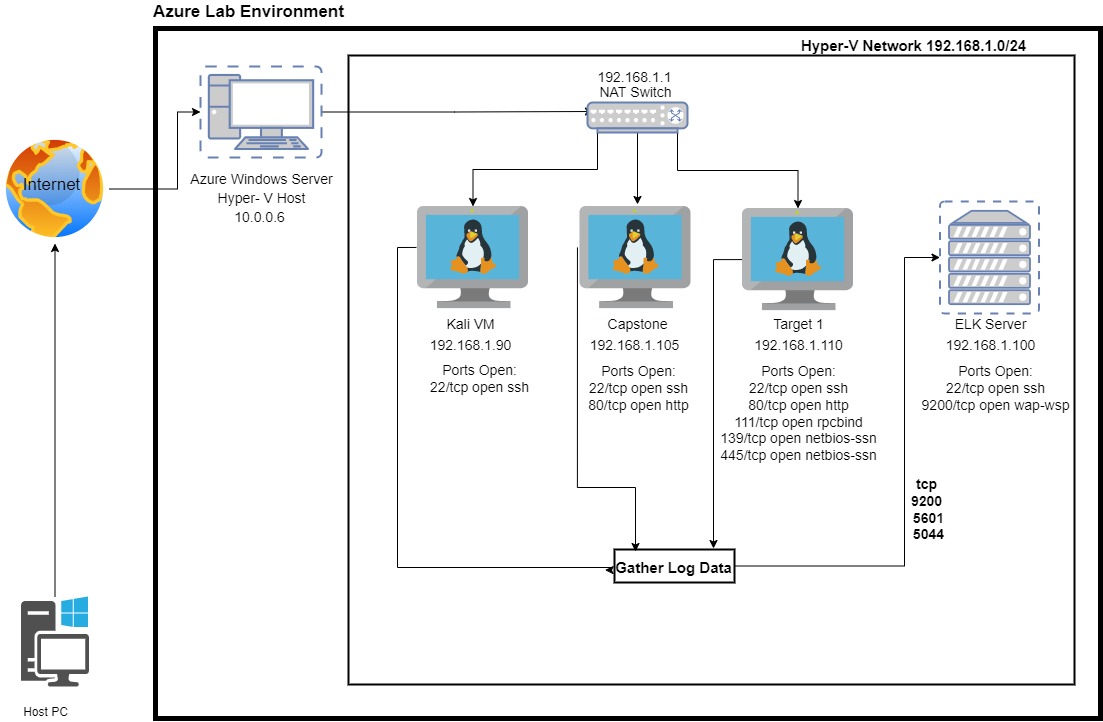 Azure Lab Environment
Hyper-V Network 192.168.1.0/24
192.168.1.1
NAT Switch
Internet
Azure Windows Server
Hyper- V Host
10.0.0.6
Kali VM
192.168.1.90
Ports Open:
22/tcp open ssh
Capstone
192.168.1.105
Ports Open:
22/tcp open ssh
80/tcp open http
Target 1
192.168.1.110
Ports Open:
22/tcp open ssh
80/tcp open http
111/tcp open rpcbind
139/tcp open netbios-ssn
445/tcp open netbios-ssn
ELK Server
192.168.1.100
Ports Open:
22/tcp open ssh
9200/tcp open wap-wsp
tcp
9200
5601
5044
Gather Log Data
Host PC